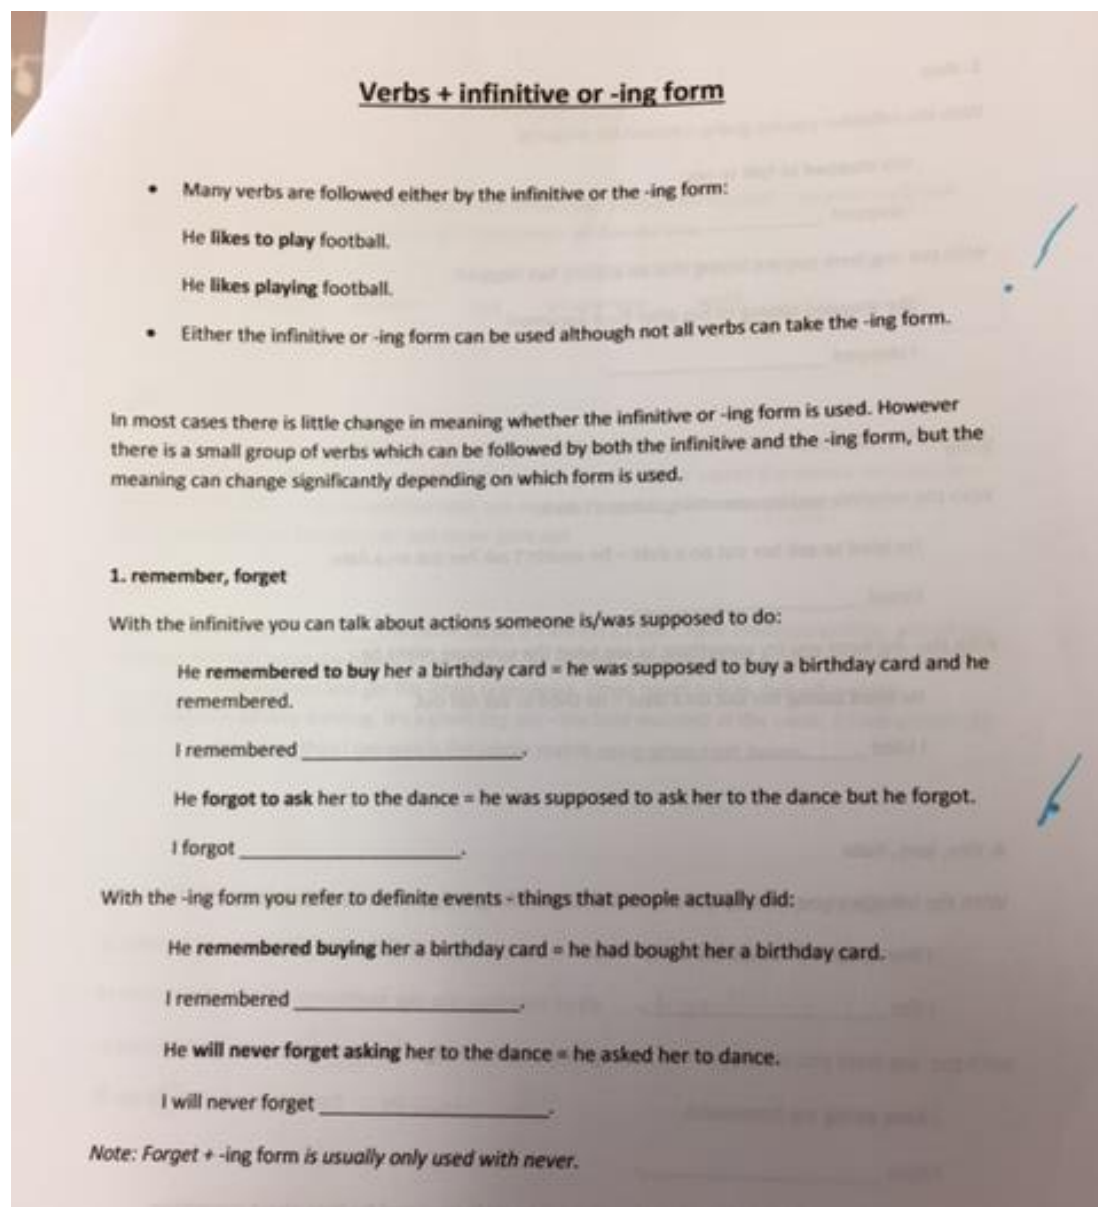 Verbs + infinitive or -ing form
• Many verbs are followed either by the infinitive or the -ing form:
He likes to play football.
He likes playing football.
• Either the infinitive or -ing form can be used although not all verbs can take the -ing form.
In most cases there is little change in meaning whether the infinitive or -ing form is used. However
there is a small group of verbs which can be followed by both the infinitive and the -ing form, but the
meaning can change significantly depending on which form is used.
1. remember, forget
With the infinitive you can talk about actions someone is/was supposed to do:
He remembered to buy her a birthday card = he was supposed to buy a birthday card and he
remembered.
I remembered ____________________.
He forgot to ask her to the dance = he was supposed to ask her to the dance but he forgot.
I forgot ____________________.
With the -ing form you refer to definite events - things that people actually did:
He remembered buying her a birthday card = he had bought her a birthday card.
I remembered ____________________.
He will never forget asking her to the dance = he asked her to dance.
I will never forget ____________________.
Note: Forget + -ing form is usually only used with never.